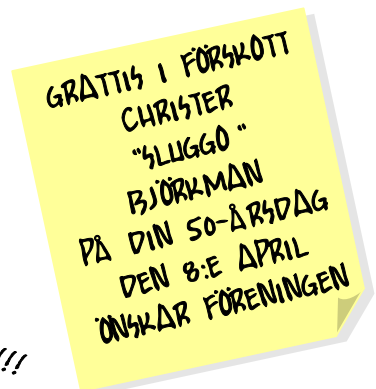 GRATTIS I FÖRSKOTT
CHRISTER
"SLUGGO"
BJÖRKMAN
PÅ DIN 50-ÅRSDAG
DEN 8:E APRIL
ÖNSKAR FÖRENINGEN
!!!